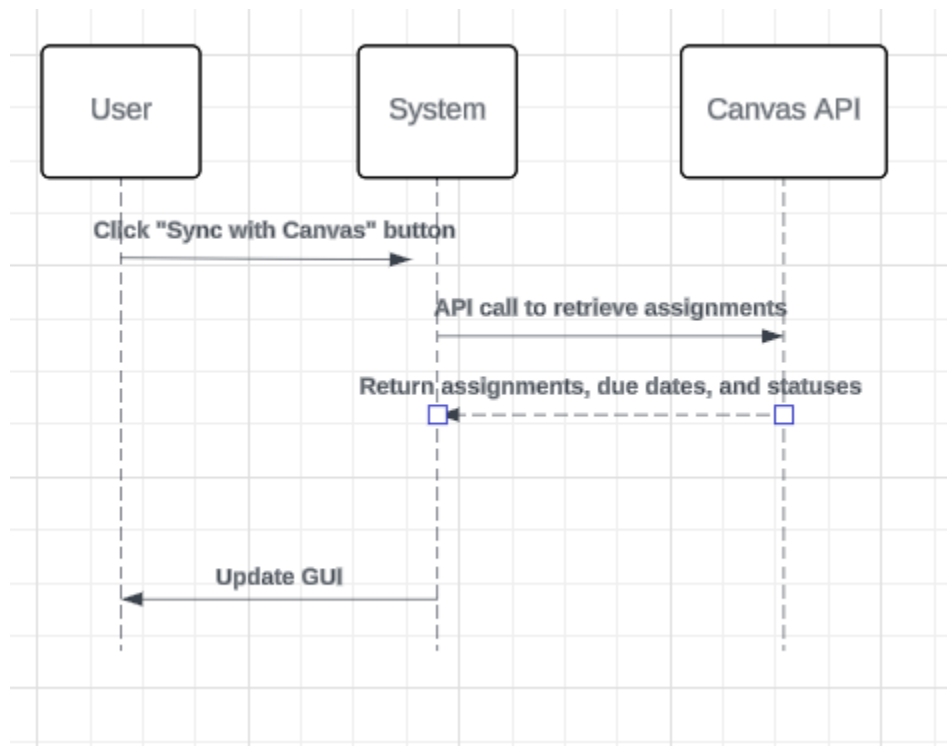 User
System
Canvas API
Click "Sync with Canvas" button
API call to retrieve assignments
Return assignments, due dates, and statuses
Update GUI